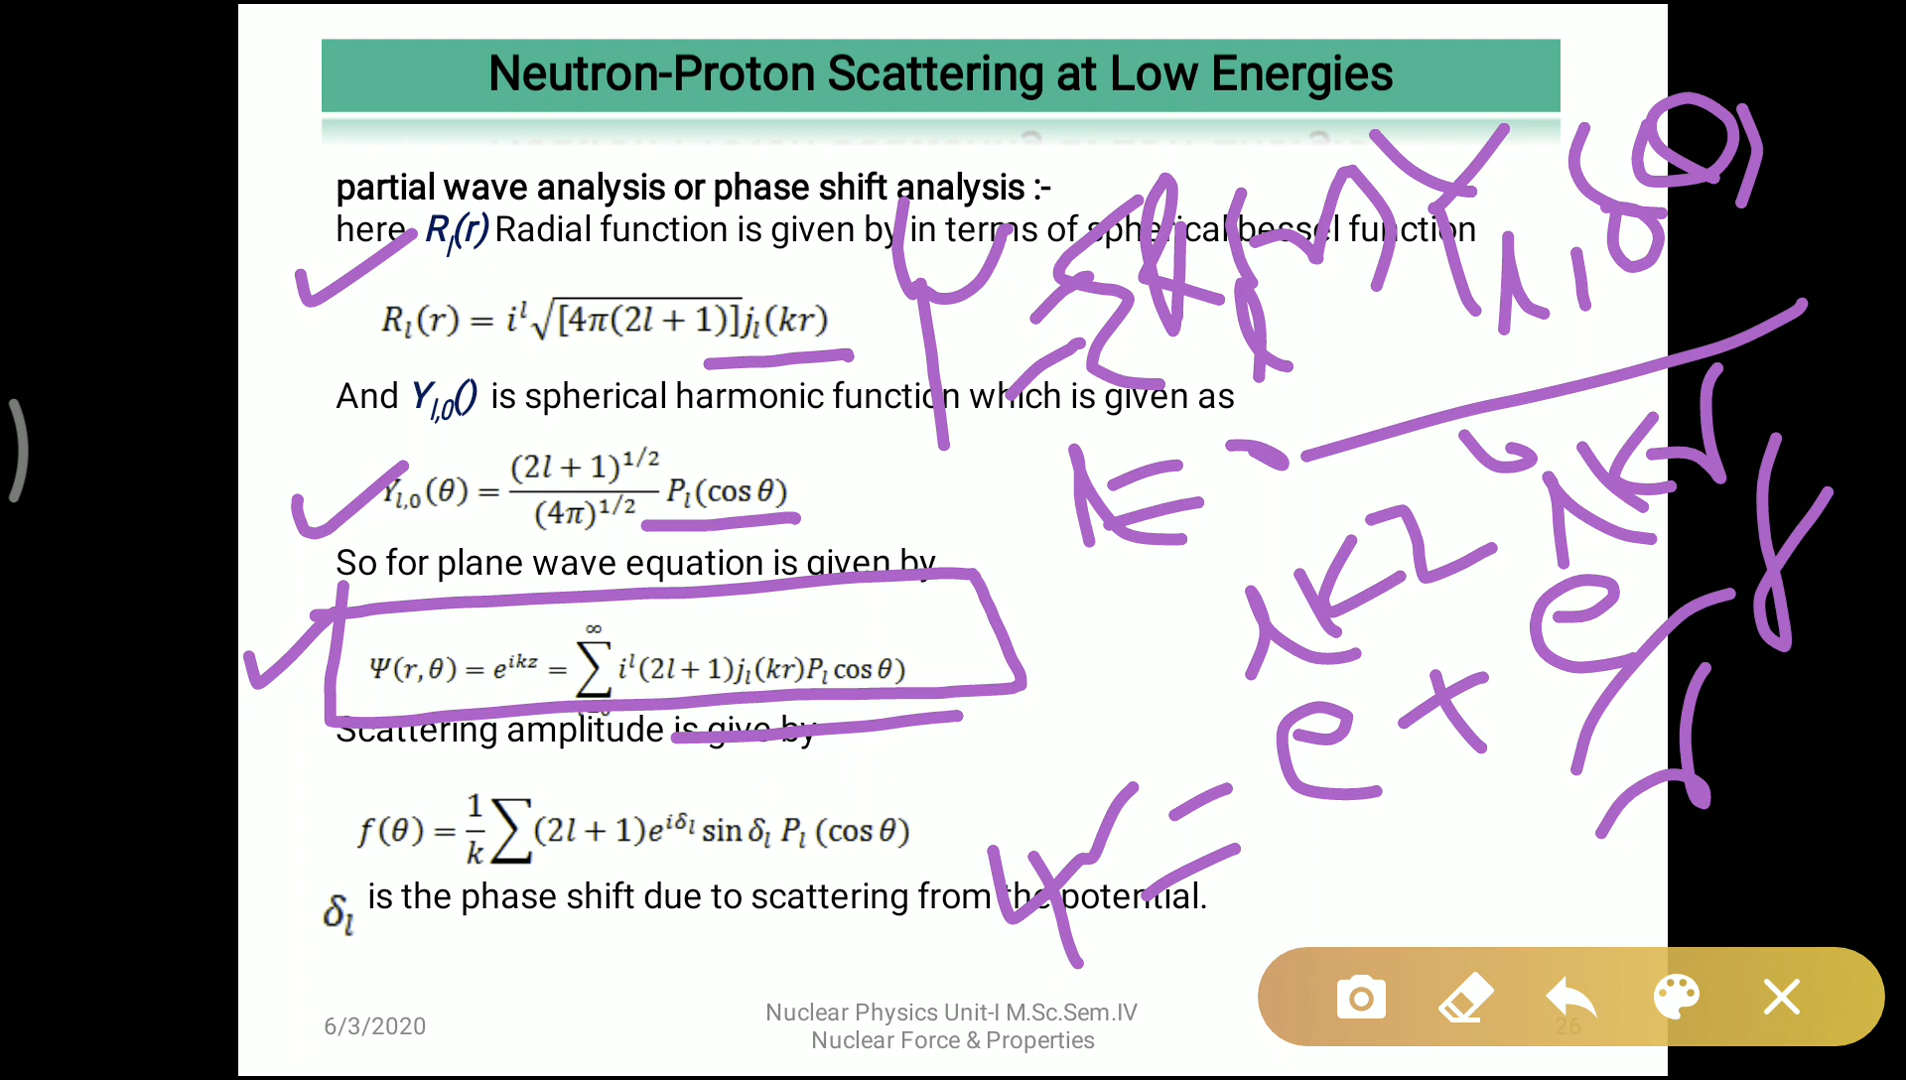 Neutron-Proton Scattering at Low Energies
partial wave analysis or phase shift analysis :-
here R_l(r) Radial function is given by in terms of spherical bessel function
R_l(r) = i^l √[4π(2l + 1)] j_l(kr)
And Y_{l,0}() is spherical harmonic function which is given as
Y_{l,0}(θ) = (2l + 1)^{1/2} / (4π)^{1/2} P_l(cos θ)
So for plane wave equation is given by
Ψ(r, θ) = e^{ikz} = ∑^∞ i^l(2l + 1)j_l(kr)P_l cos θ)
Scattering amplitude is give by
f(θ) = 1/k ∑(2l + 1)e^{iδ_l} sin δ_l P_l (cos θ)
δ_l is the phase shift due to scattering from the potential.
6/3/2020
Nuclear Physics Unit-I M.Sc.Sem.IV
Nuclear Force & Properties
26